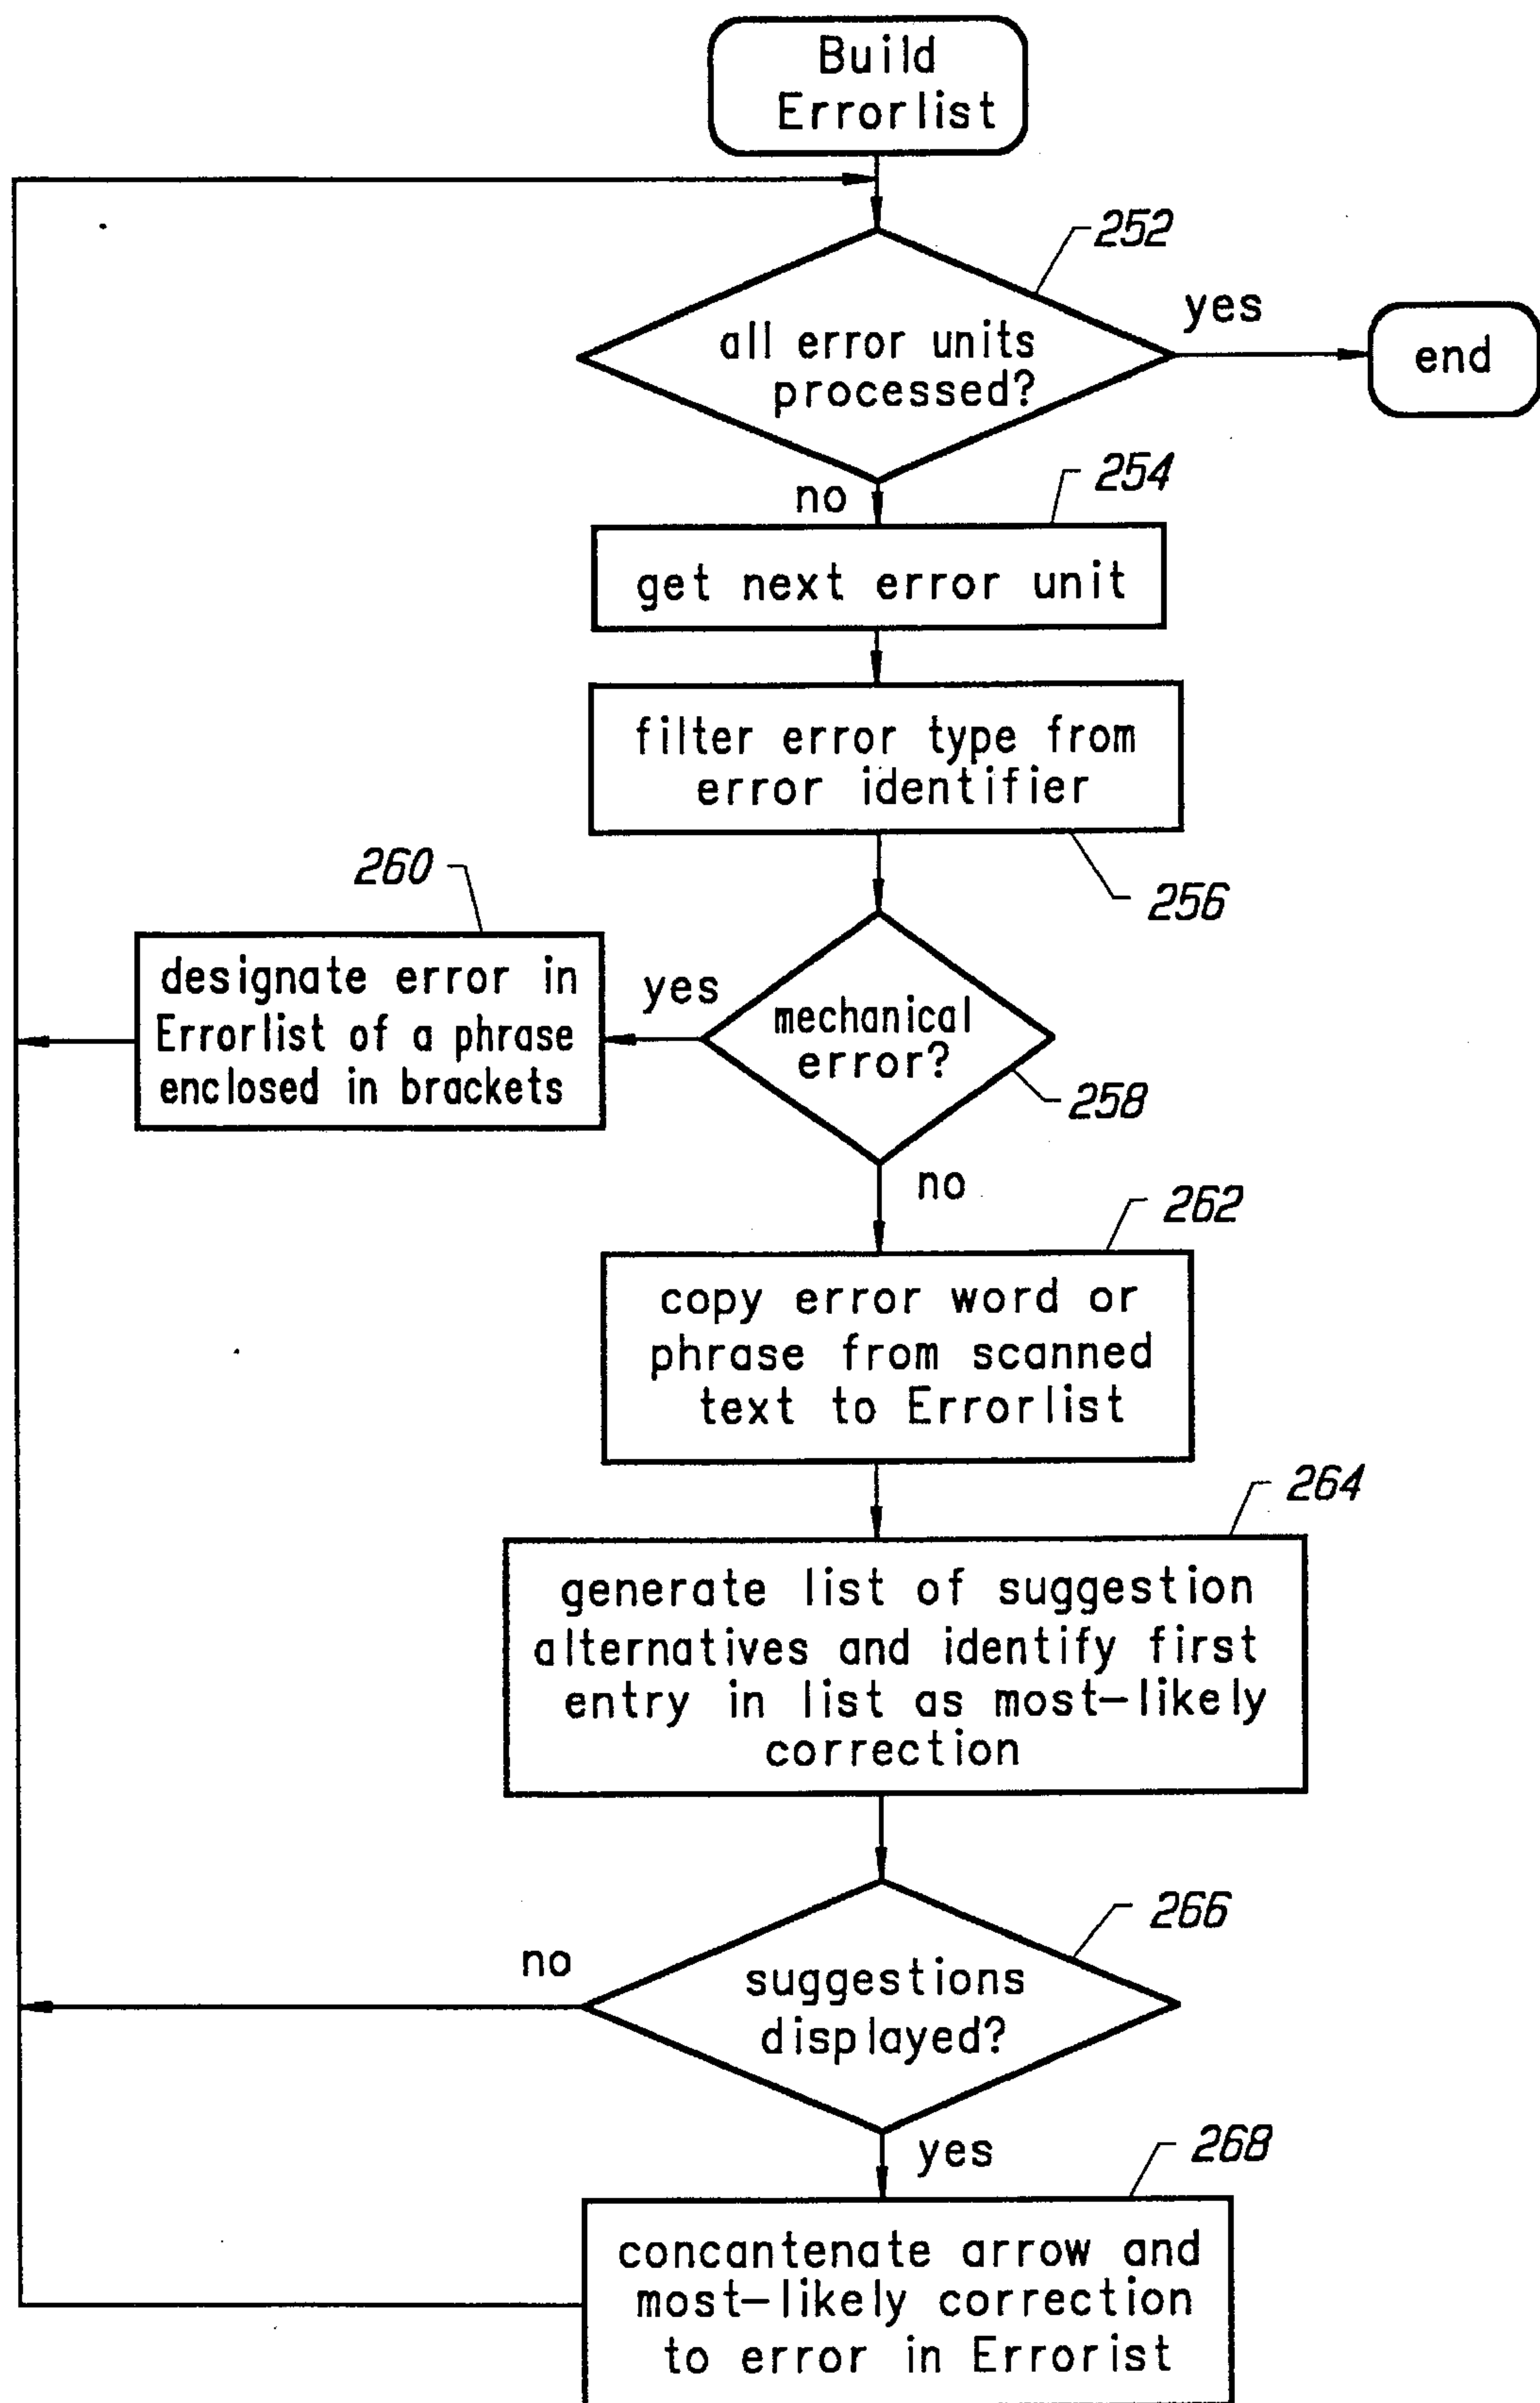 Build
Errorlist
252
all error units
processed?
yes
end
no
254
get next error unit
filter error type from
error identifier
256
260
designate error in
Errorlist of a phrase
enclosed in brackets
yes
mechanical
error?
258
no
262
copy error word or
phrase from scanned
text to Errorlist
264
generate list of suggestion
alternatives and identify first
entry in list as most-likely
correction
266
no
suggestions
displayed?
yes
268
concantenate arrow and
most-likely correction
to error in Errorist